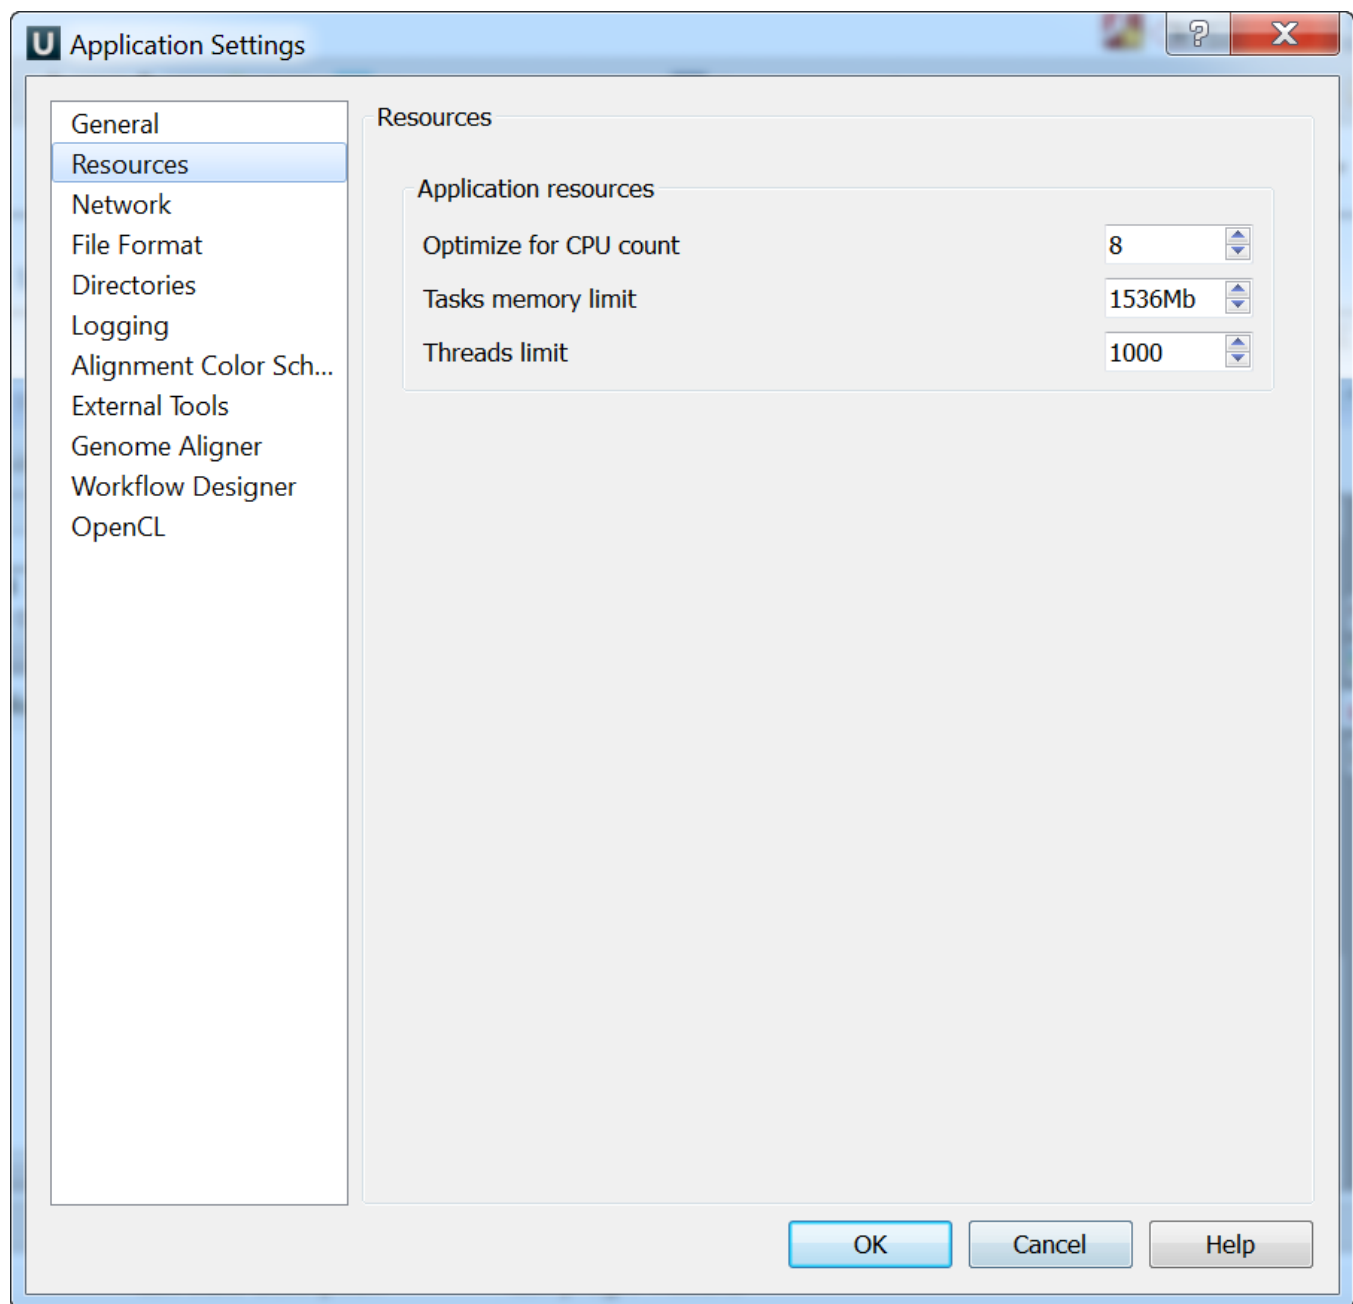 U Application Settings
General
Resources
Network
File Format
Directories
Logging
Alignment Color Sch...
External Tools
Genome Aligner
Workflow Designer
OpenCL
Resources
Application resources
Optimize for CPU count 8
Tasks memory limit 1536Mb
Threads limit 1000
OK Cancel Help